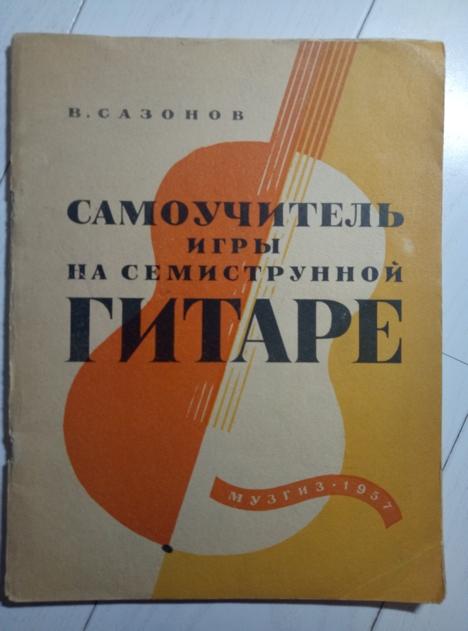 В. САЗОНОВ
САМОУЧИТЕЛЬ
ИГРЫ
НА СЕМИСТРУННОЙ
ГИТАРЕ
МУЗГИЗ · 1957